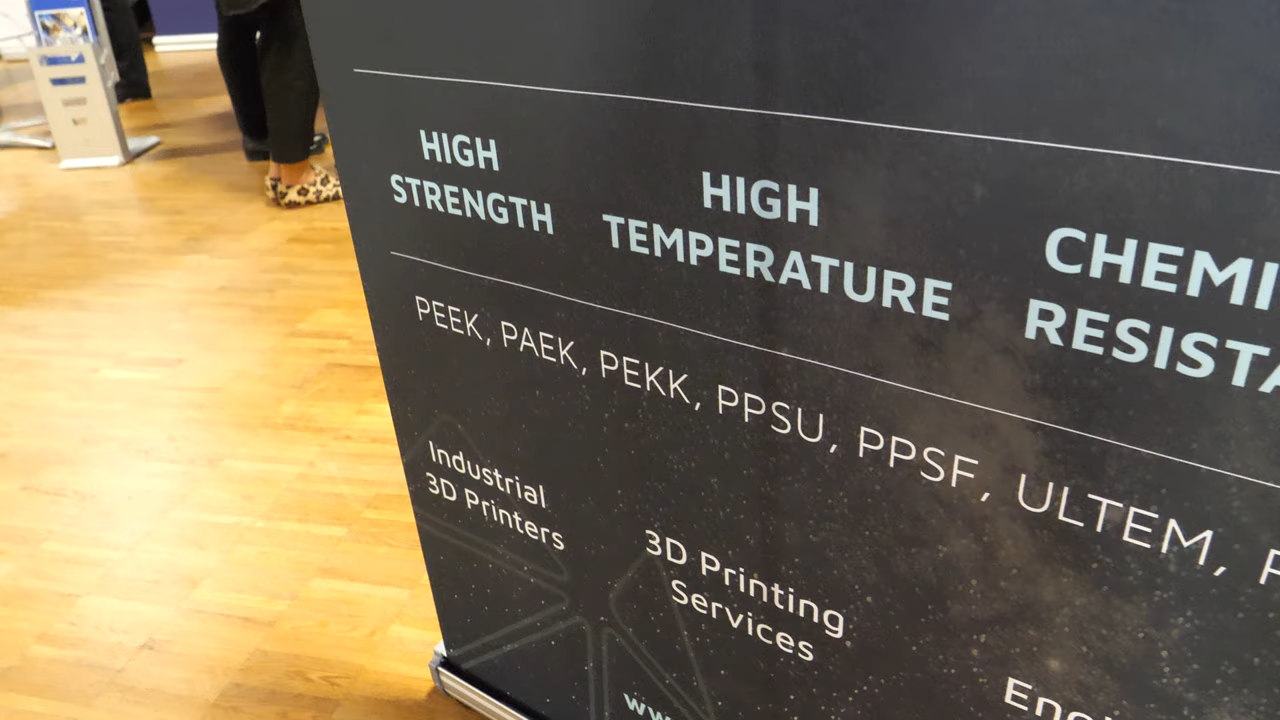 HIGH
STRENGTH
HIGH
TEMPERATURE
CHEMI
RESISTA
PEEK, PAEK, PEKK, PPSU, PPSF, ULTEM,
Industrial
3D Printers
3D Printing
Services